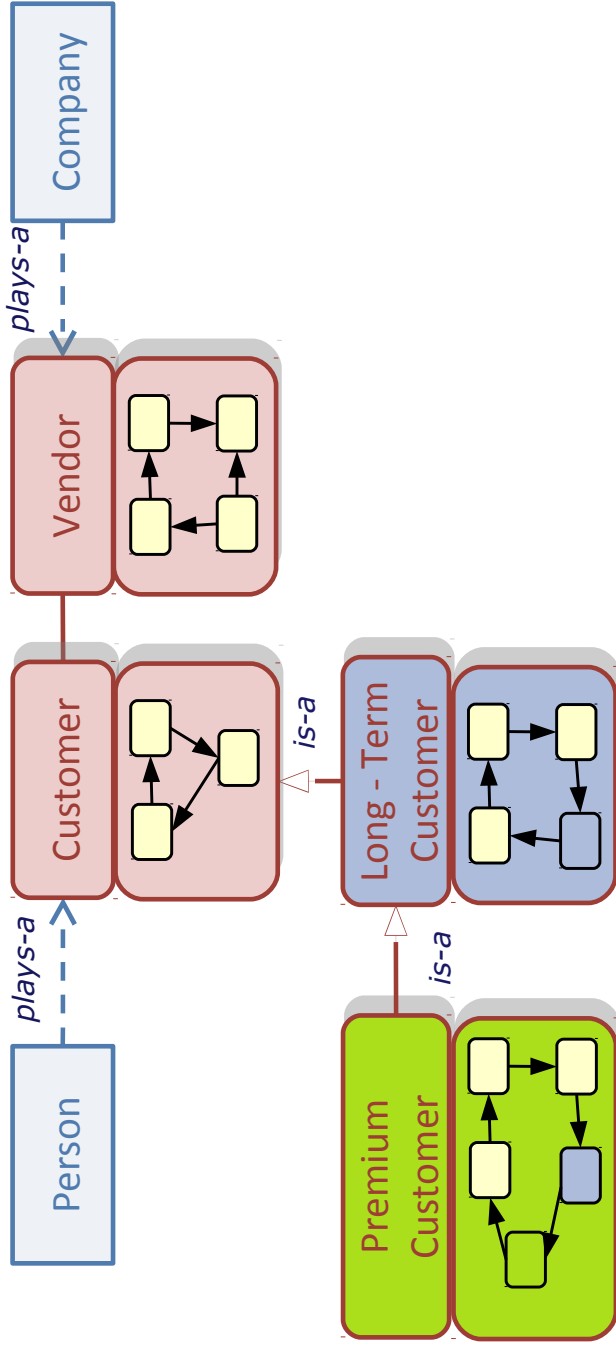 Person
plays-a
Customer
Vendor
plays-a
Company
is-a
Premium
Customer
is-a
Long - Term
Customer